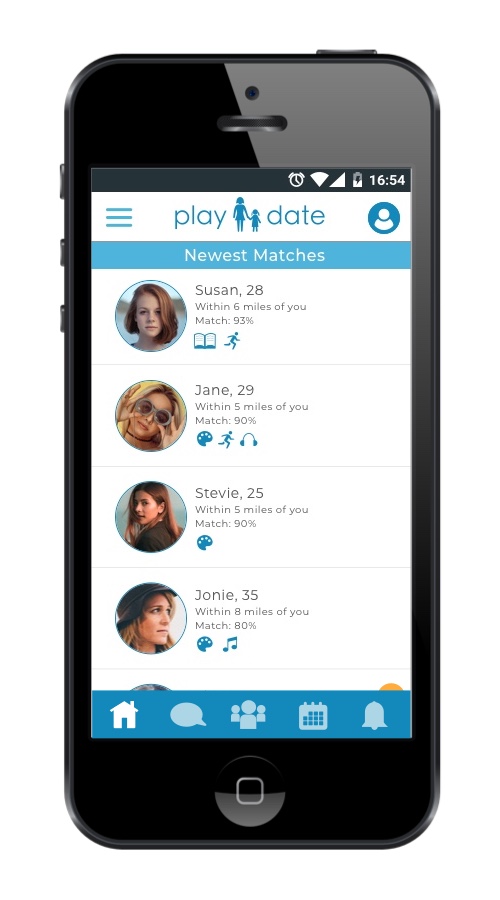 16:54
play date
Newest Matches
Susan, 28
Within 6 miles of you
Match: 93%
Jane, 29
Within 5 miles of you
Match: 90%
Stevie, 25
Within 5 miles of you
Match: 90%
Jonie, 35
Within 8 miles of you
Match: 80%